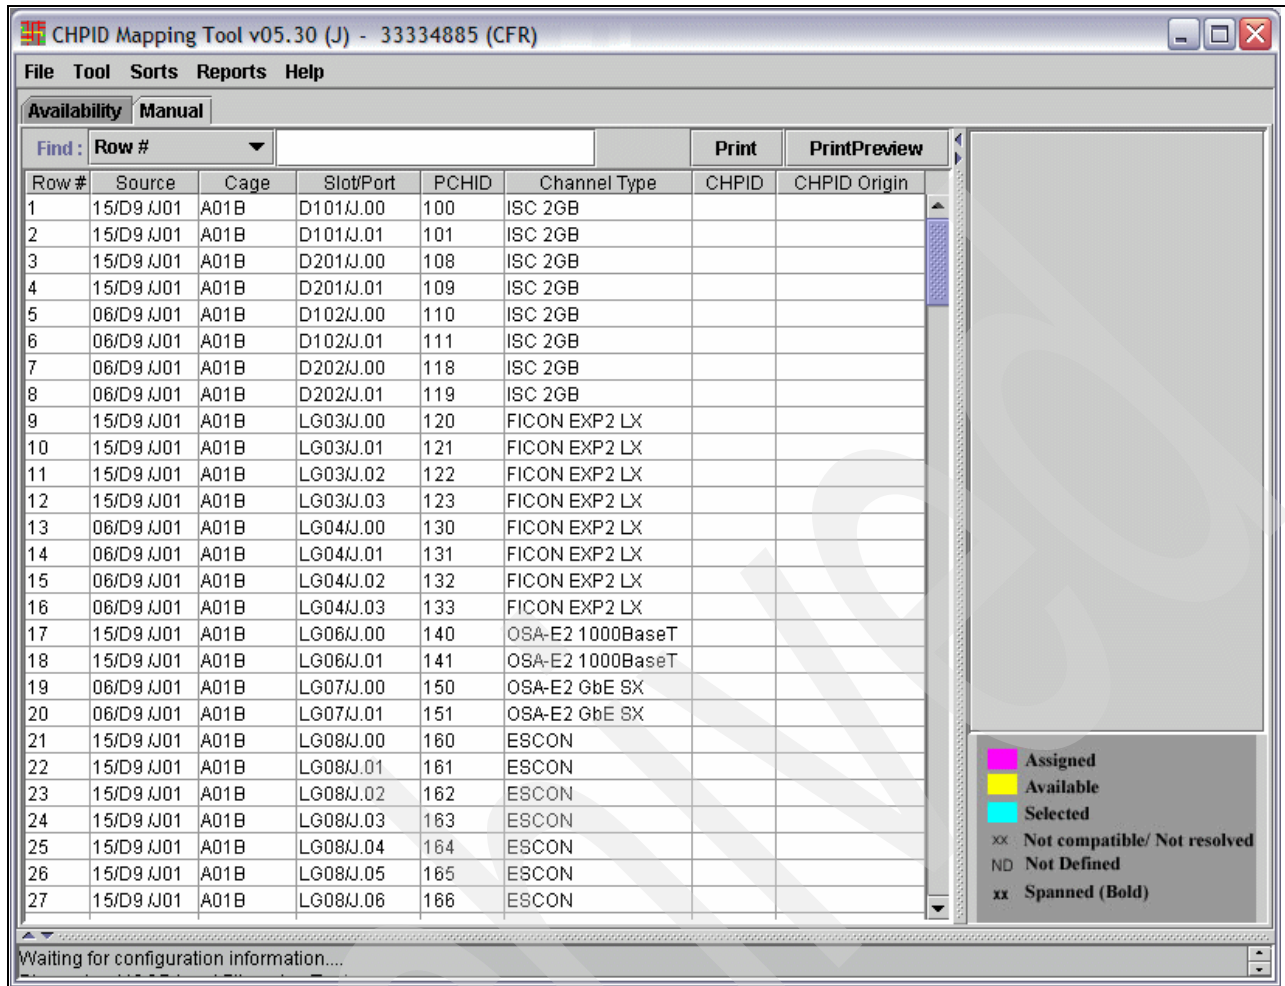 CHPID Mapping Tool v05.30 (J) - 33334885 (CFR)
File Tool Sorts Reports Help
Availability Manual
Find : Row # Print PrintPreview
Row # Source Cage Slot/Port PCHID Channel Type CHPID CHPID Origin
1 15/D9/J01 A01B D101/J.00 100 ISC 2GB
2 15/D9/J01 A01B D101/J.01 101 ISC 2GB
3 15/D9/J01 A01B D201/J.00 108 ISC 2GB
4 15/D9/J01 A01B D201/J.01 109 ISC 2GB
5 06/D9/J01 A01B D102/J.00 110 ISC 2GB
6 06/D9/J01 A01B D102/J.01 111 ISC 2GB
7 06/D9/J01 A01B D202/J.00 118 ISC 2GB
8 06/D9/J01 A01B D202/J.01 119 ISC 2GB
9 15/D9/J01 A01B LG03/J.00 120 FICON EXP2 LX
10 15/D9/J01 A01B LG03/J.01 121 FICON EXP2 LX
11 15/D9/J01 A01B LG03/J.02 122 FICON EXP2 LX
12 15/D9/J01 A01B LG03/J.03 123 FICON EXP2 LX
13 06/D9/J01 A01B LG04/J.00 130 FICON EXP2 LX
14 06/D9/J01 A01B LG04/J.01 131 FICON EXP2 LX
15 06/D9/J01 A01B LG04/J.02 132 FICON EXP2 LX
16 06/D9/J01 A01B LG04/J.03 133 FICON EXP2 LX
17 15/D9/J01 A01B LG06/J.00 140 OSA-E2 1000BaseT
18 15/D9/J01 A01B LG06/J.01 141 OSA-E2 1000BaseT
19 06/D9/J01 A01B LG07/J.00 150 OSA-E2 GbE SX
20 06/D9/J01 A01B LG07/J.01 151 OSA-E2 GbE SX
21 15/D9/J01 A01B LG08/J.00 160 ESCON
22 15/D9/J01 A01B LG08/J.01 161 ESCON
23 15/D9/J01 A01B LG08/J.02 162 ESCON
24 15/D9/J01 A01B LG08/J.03 163 ESCON
25 15/D9/J01 A01B LG08/J.04 164 ESCON
26 15/D9/J01 A01B LG08/J.05 165 ESCON
27 15/D9/J01 A01B LG08/J.06 166 ESCON
Assigned
Available
Selected
xx Not compatible/ Not resolved
ND Not Defined
xx Spanned (Bold)
Waiting for configuration information....